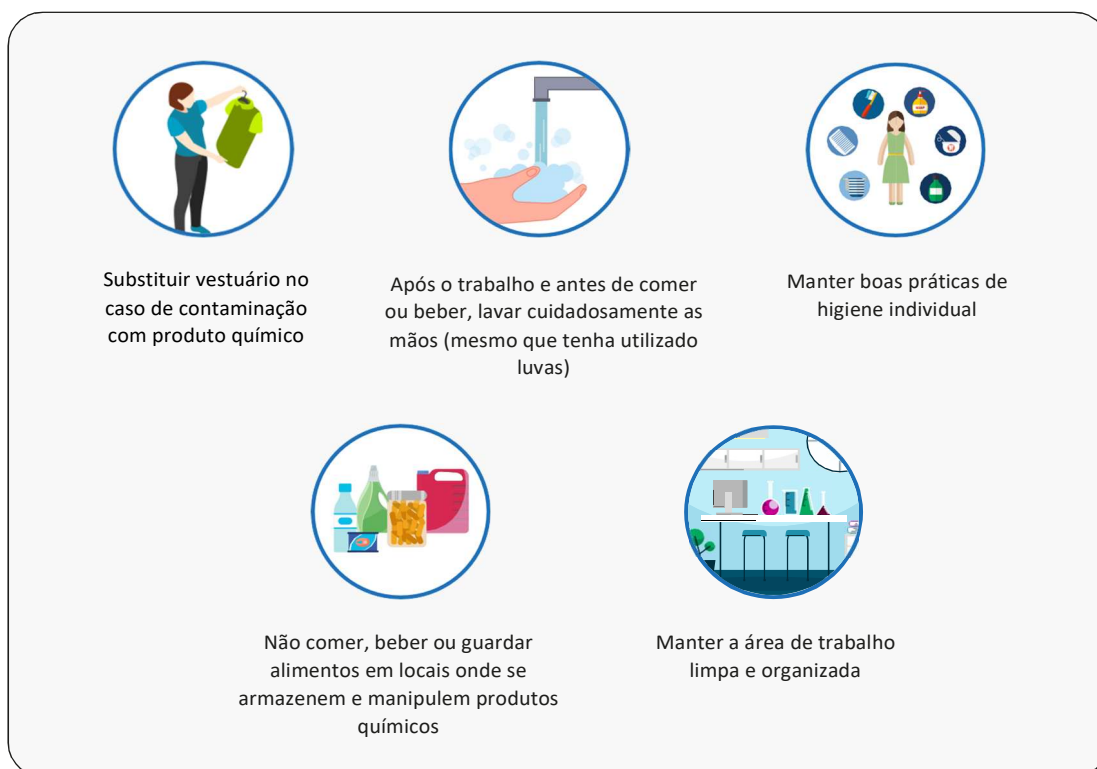 Substituir vestuário no
caso de contaminação
com produto químico
Após o trabalho e antes de comer
ou beber, lavar cuidadosamente as
mãos (mesmo que tenha utilizado
luvas)
Manter boas práticas de
higiene individual
Não comer, beber ou guardar
alimentos em locais onde se
armazenem e manipulem produtos
químicos
Manter a área de trabalho
limpa e organizada